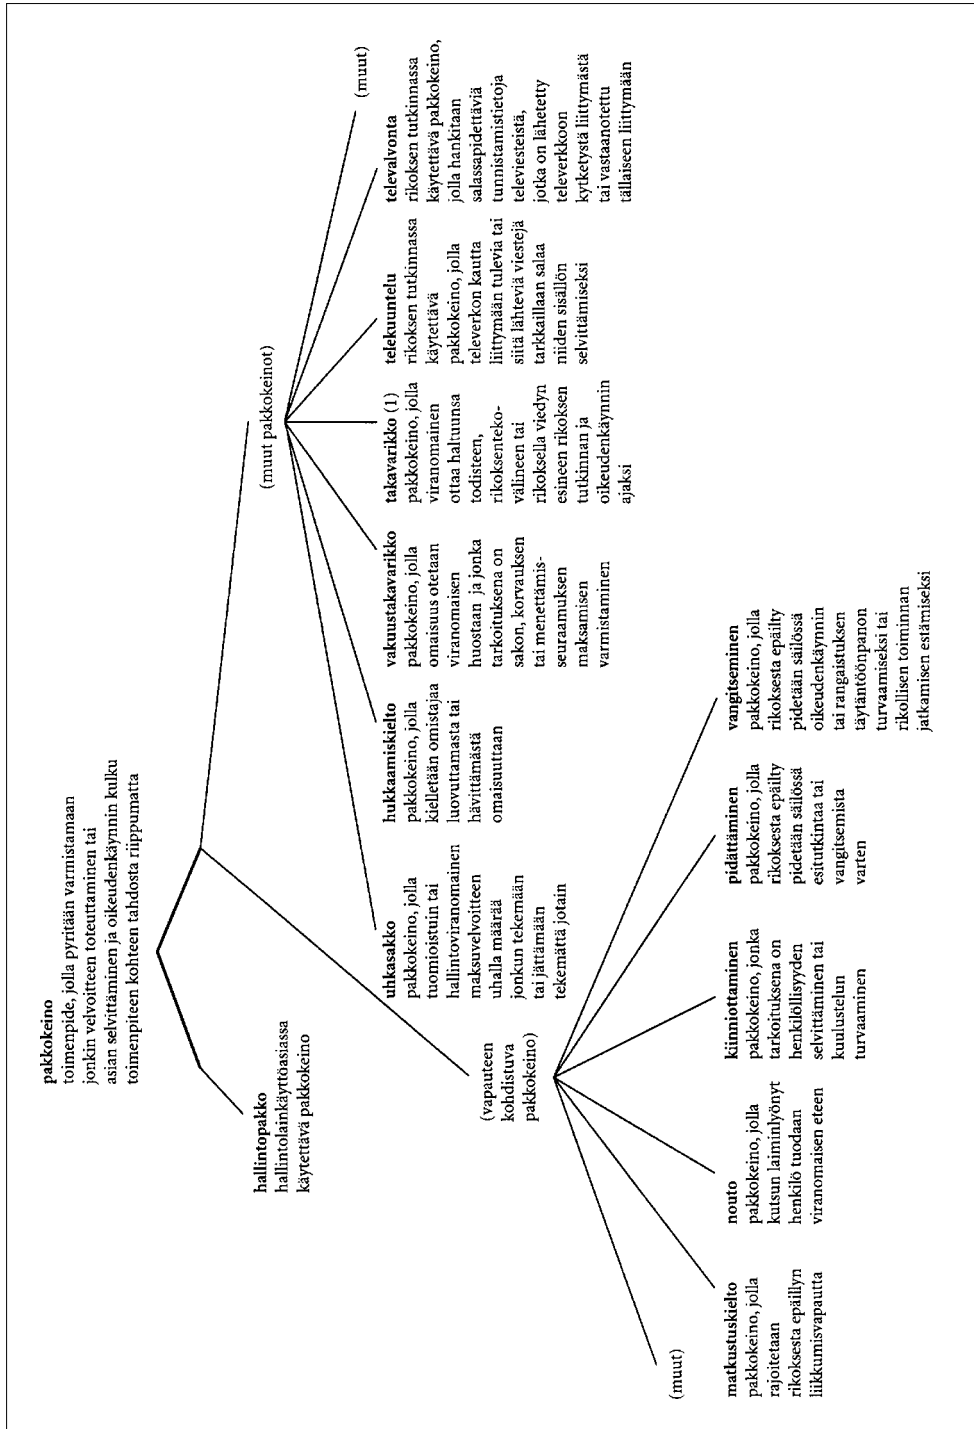 pakkokeino
toimenpide, jolla pyritään varmistamaan
jonkin velvoitteen toteuttaminen tai
asian selvittäminen ja oikeudenkäynnin kulku
toimenpiteen kohteen tahdosta riippumatta
hallintopakko
hallintolainkäyttöasiassa
käytettävä pakkokeino
(muut pakkokeinot)
uhkasakko
pakkokeino, jolla
tuomioistuin tai
hallintoviranomainen
maksuvelvoitteen
uhalla määrää
jonkun tekemään
tai jättämään
tekemättä jotain
hukkaamiskielto
pakkokeino, jolla
kielletään omistajaa
luovuttamasta tai
hävittämästä
omaisuuttaan
vakuustakavarikko
pakkokeino, jolla
omaisuus otetaan
viranomaisen
huostaan ja jonka
tarkoituksena on
sakon, korvauksen
tai menettämis-
seuraamuksen
maksamisen
varmistaminen
takavarikko (1)
pakkokeino, jolla
viranomainen
ottaa haltuunsa
todisteen,
rikoksenteko-
välineen tai
rikoksella viedyn
esineen rikoksen
tutkinnan ja
oikeudenkäynnin
ajaksi
telekuuntelu
rikoksen tutkinnassa
käytettävä
pakkokeino, jolla
televerkon kautta
liittymään tulevia tai
siitä lähteviä viestejä
tarkkaillaan salaa
niiden sisällön
selvittämiseksi
televalvonta
rikoksen tutkinnassa
käytettävä pakkokeino,
jolla hankitaan
salassapidettäviä
tunnistamistietoja
televiesteistä,
jotka on lähetetty
televerkkoon
kytketystä liittymästä
tai vastaanotettu
tällaiseen liittymään
(muut)
(vapauteen
kohdistuva
pakkokeino)
(muut)
matkustuskielto
pakkokeino, jolla
rajoitetaan
rikoksesta epäillyn
liikkumisvapautta
nouto
pakkokeino, jolla
kutsun laiminlyönyt
henkilö tuodaan
viranomaisen eteen
kiinniottaminen
pakkokeino, jonka
tarkoituksena on
henkilöllisyyden
selvittäminen tai
kuulustelun
turvaaminen
pidättäminen
pakkokeino, jolla
rikoksesta epäilty
pidetään säilössä
esitutkintaa tai
vangitsemista
varten
vangitseminen
pakkokeino, jolla
rikoksesta epäilty
pidetään säilössä
oikeudenkäynnin
tai rangaistuksen
täytäntöönpanon
turvaamiseksi tai
rikollisen toiminnan
jatkamisen estämiseksi